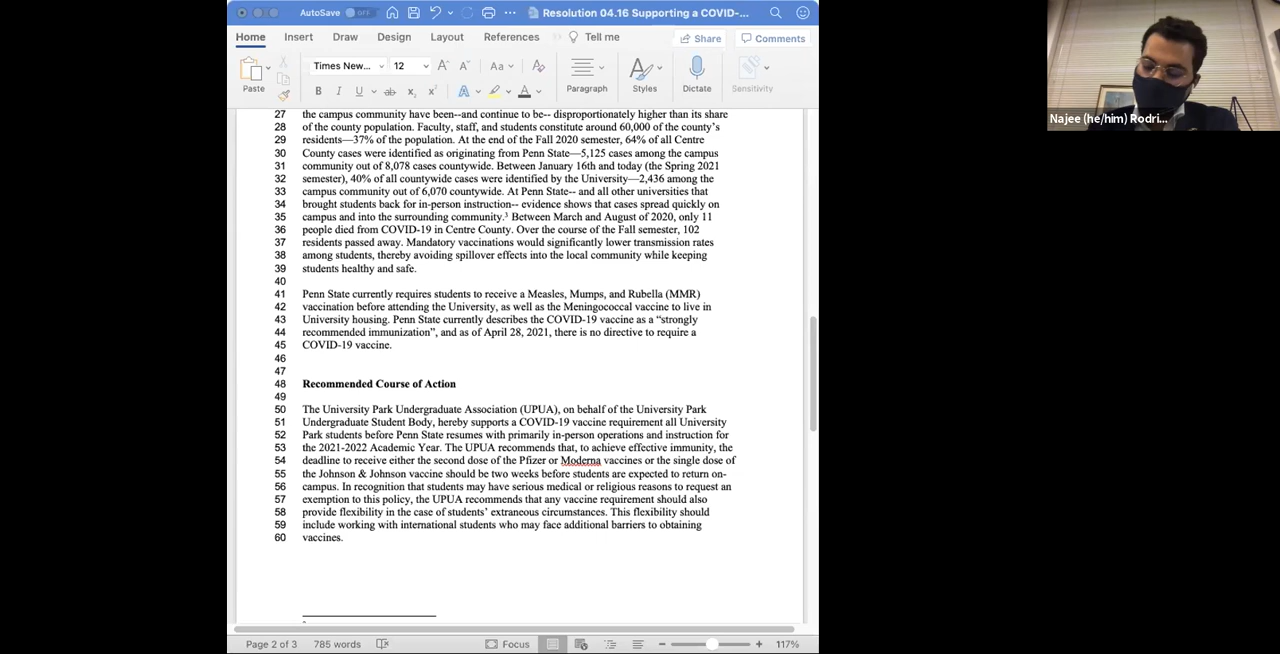 AutoSave OFF
Resolution 04.16 Supporting a COVID-...
Home Insert Draw Design Layout References Tell me Share Comments
Paste
Times New... 12
Aa
B I U ab x₂ x²
Paragraph
Styles
Dictate
Sensitivity
27 the campus community have been--and continue to be-- disproportionately higher than its share
28 of the county population. Faculty, staff, and students constitute around 60,000 of the county's
29 residents—37% of the population. At the end of the Fall 2020 semester, 64% of all Centre
30 County cases were identified as originating from Penn State—5,125 cases among the campus
31 community out of 8,078 cases countywide. Between January 16th and today (the Spring 2021
32 semester), 40% of all countywide cases were identified by the University—2,436 among the
33 campus community out of 6,070 countywide. At Penn State-- and all other universities that
34 brought students back for in-person instruction-- evidence shows that cases spread quickly on
35 campus and into the surrounding community.³ Between March and August of 2020, only 11
36 people died from COVID-19 in Centre County. Over the course of the Fall semester, 102
37 residents passed away. Mandatory vaccinations would significantly lower transmission rates
38 among students, thereby avoiding spillover effects into the local community while keeping
39 students healthy and safe.
40
41 Penn State currently requires students to receive a Measles, Mumps, and Rubella (MMR)
42 vaccination before attending the University, as well as the Meningococcal vaccine to live in
43 University housing. Penn State currently describes the COVID-19 vaccine as a “strongly
44 recommended immunization”, and as of April 28, 2021, there is no directive to require a
45 COVID-19 vaccine.
46
47
48 Recommended Course of Action
49
50 The University Park Undergraduate Association (UPUA), on behalf of the University Park
51 Undergraduate Student Body, hereby supports a COVID-19 vaccine requirement all University
52 Park students before Penn State resumes with primarily in-person operations and instruction for
53 the 2021-2022 Academic Year. The UPUA recommends that, to achieve effective immunity, the
54 deadline to receive either the second dose of the Pfizer or Moderna vaccines or the single dose of
55 the Johnson & Johnson vaccine should be two weeks before students are expected to return on-
56 campus. In recognition that students may have serious medical or religious reasons to request an
57 exemption to this policy, the UPUA recommends that any vaccine requirement should also
58 provide flexibility in the case of students' extraneous circumstances. This flexibility should
59 include working with international students who may face additional barriers to obtaining
60 vaccines.
Page 2 of 3 785 words Focus 117%
Najee (he/him) Rodri...